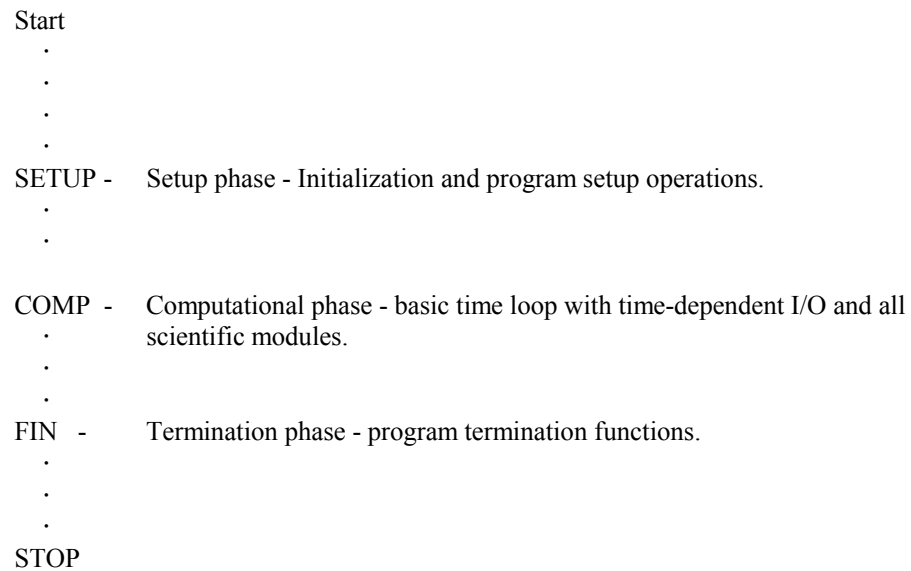 Start
.
.
.
.
SETUP - Setup phase - Initialization and program setup operations.
.
.
COMP - Computational phase - basic time loop with time-dependent I/O and all
. scientific modules.
.
.
FIN - Termination phase - program termination functions.
.
.
.
STOP